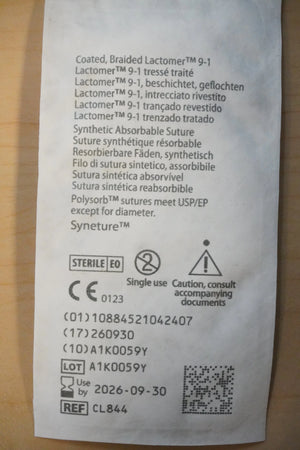 Coated, Braided Lactomer™ 9-1
Lactomer™ 9-1 tressé traité
Lactomer™ 9-1, beschichtet, geflochten
Lactomer™ 9-1, intrecciato rivestito
Lactomer™ 9-1, trançado revestido
Lactomer™ 9-1 trenzado tratado
Synthetic Absorbable Suture
Suture synthétique résorbable
Resorbierbare Fäden, synthetisch
Filo di sutura sintetico, assorbibile
Sutura sintética absorvível
Sutura sintética reabsorbible
Polysorb™ sutures meet USP/EP
except for diameter.
Syneture™
STERILE EO
2
Single use
Caution, consult
accompanying
documents
CE 0123
(01)10884521042407
(17)260930
(10)A1K0059Y
LOT A1K0059Y
Use
by 2026-09-30
REF CL844